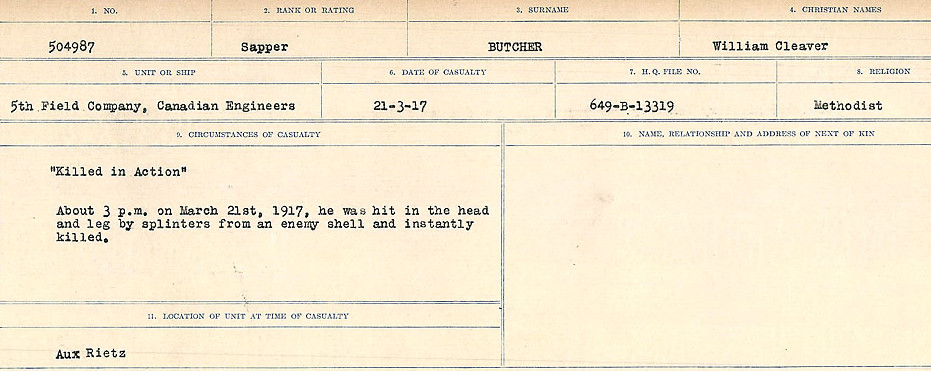 1. NO. 2. RANK OR RATING 3. SURNAME 4. CHRISTIAN NAMES
504987 Sapper BUTCHER William Cleaver
5. UNIT OR SHIP 6. DATE OF CASUALTY 7. H.Q. FILE NO. 8. RELIGION
5th Field Company, Canadian Engineers 21-3-17 649-B-13319 Methodist
9. CIRCUMSTANCES OF CASUALTY 10. NAME, RELATIONSHIP AND ADDRESS OF NEXT OF KIN
"Killed in Action"
About 3 p.m. on March 21st, 1917, he was hit in the head
and leg by splinters from an enemy shell and instantly
killed.
11. LOCATION OF UNIT AT TIME OF CASUALTY
Aux Rietz